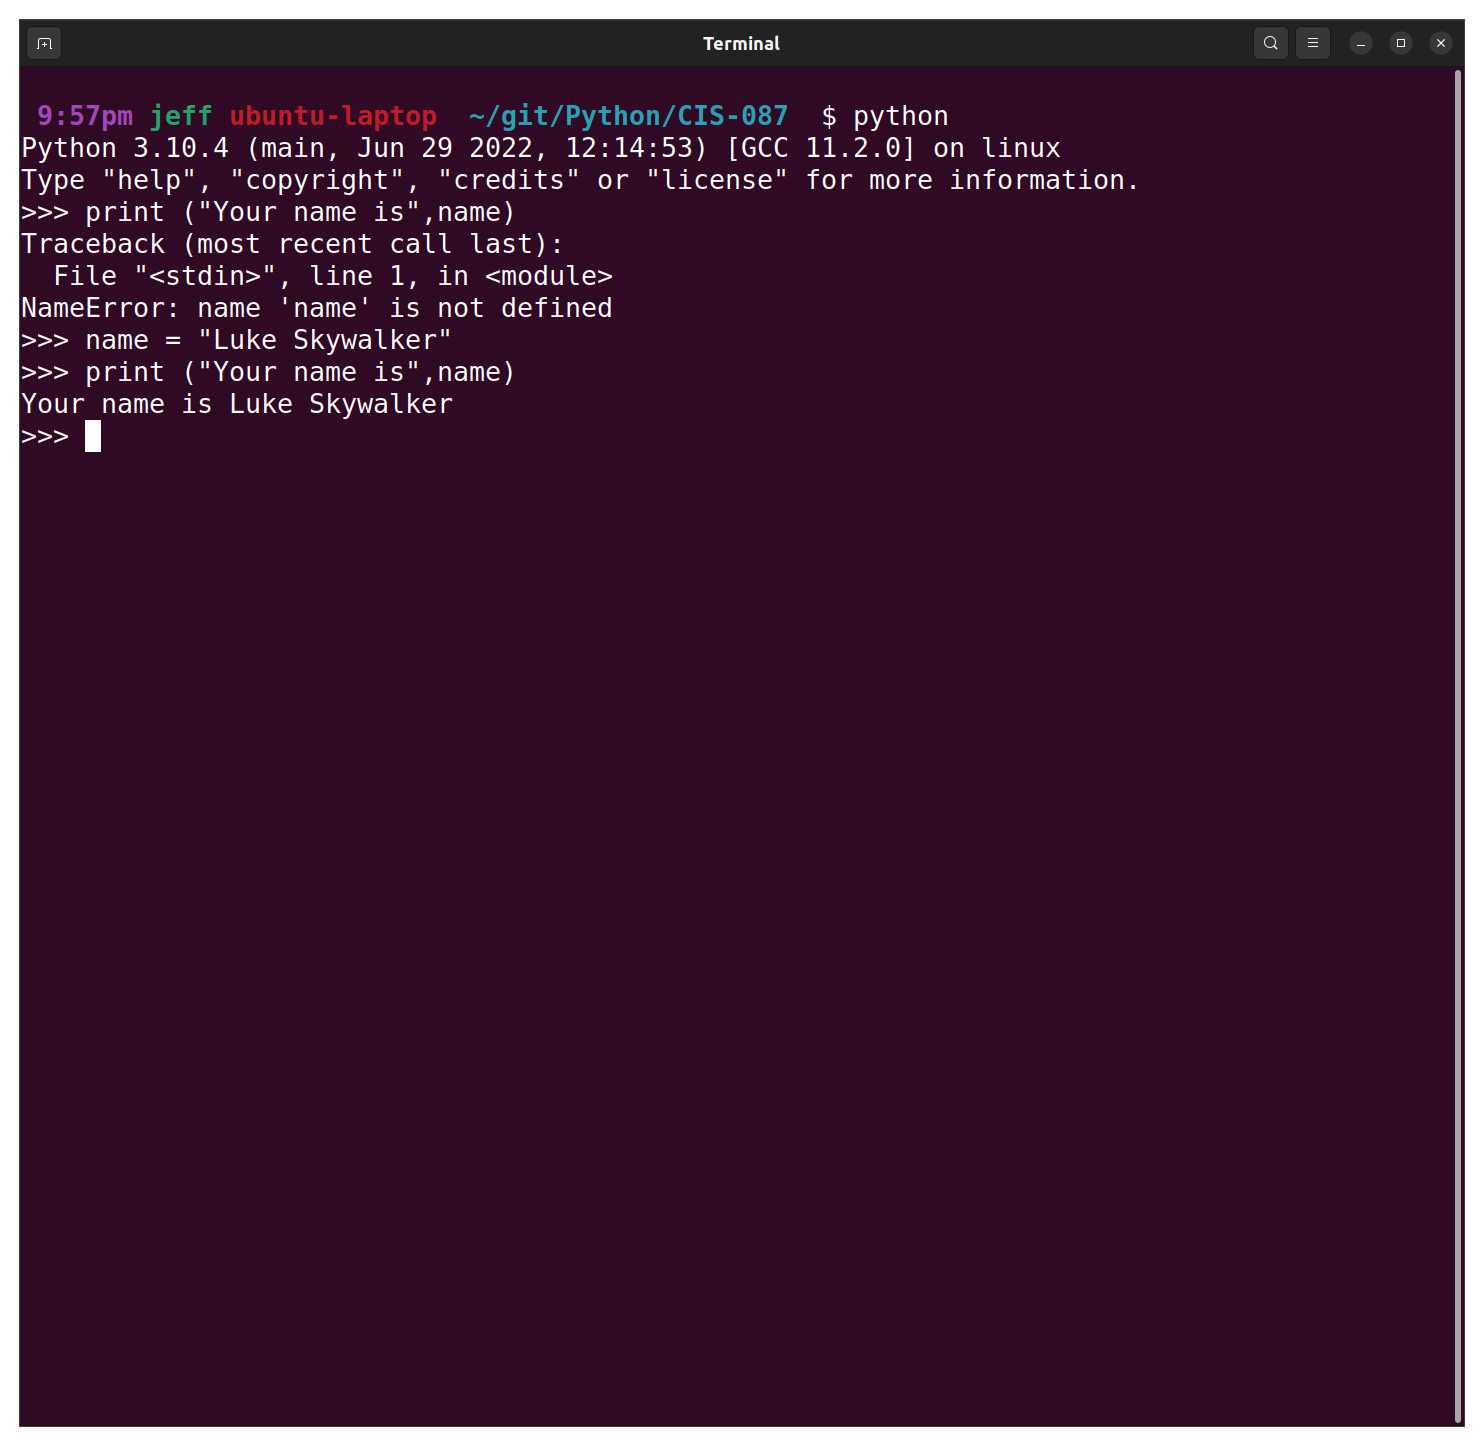 Terminal
9:57pm jeff ubuntu-laptop  ~/git/Python/CIS-087  $ python
Python 3.10.4 (main, Jun 29 2022, 12:14:53) [GCC 11.2.0] on linux
Type "help", "copyright", "credits" or "license" for more information.
>>> print ("Your name is",name)
Traceback (most recent call last):
  File "<stdin>", line 1, in <module>
NameError: name 'name' is not defined
>>> name = "Luke Skywalker"
>>> print ("Your name is",name)
Your name is Luke Skywalker
>>>